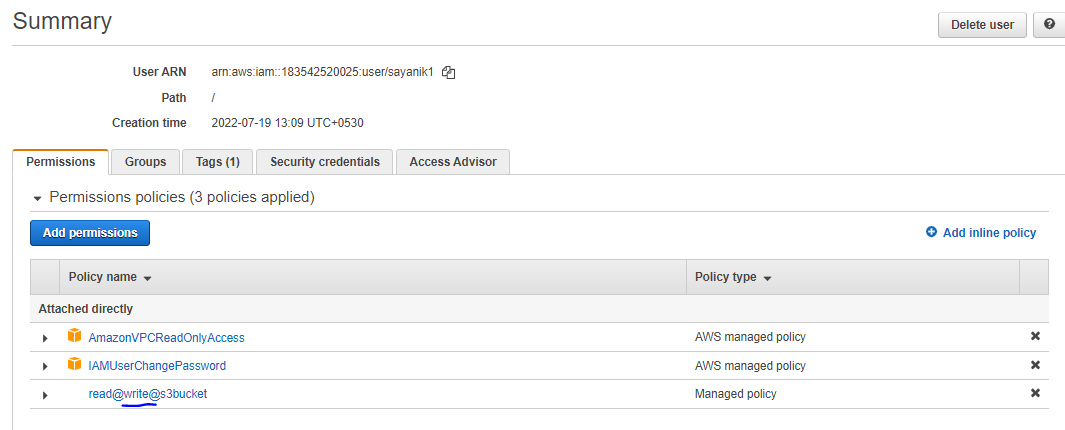 Summary
Delete user
User ARN arn:aws:iam::183542520025:user/sayanik1
Path /
Creation time 2022-07-19 13:09 UTC+0530
Permissions Groups Tags (1) Security credentials Access Advisor
Permissions policies (3 policies applied)
Add permissions Add inline policy
Policy name Policy type
Attached directly
AmazonVPCReadOnlyAccess AWS managed policy
IAMUserChangePassword AWS managed policy
read@write@s3bucket Managed policy